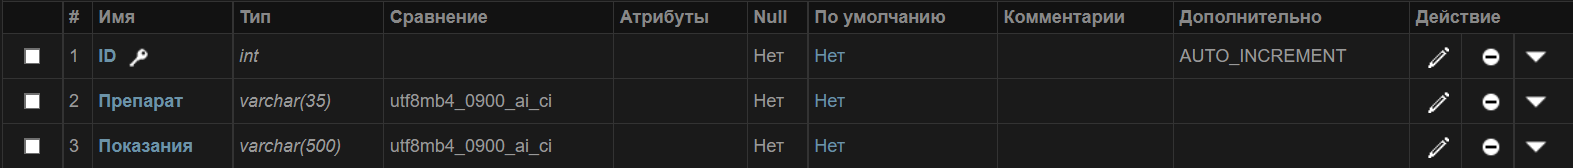 # Имя Тип Сравнение Атрибуты Null По умолчанию Комментарии Дополнительно Действие
1 ID int Нет Нет AUTO_INCREMENT
2 Препарат varchar(35) utf8mb4_0900_ai_ci Нет Нет
3 Показания varchar(500) utf8mb4_0900_ai_ci Нет Нет